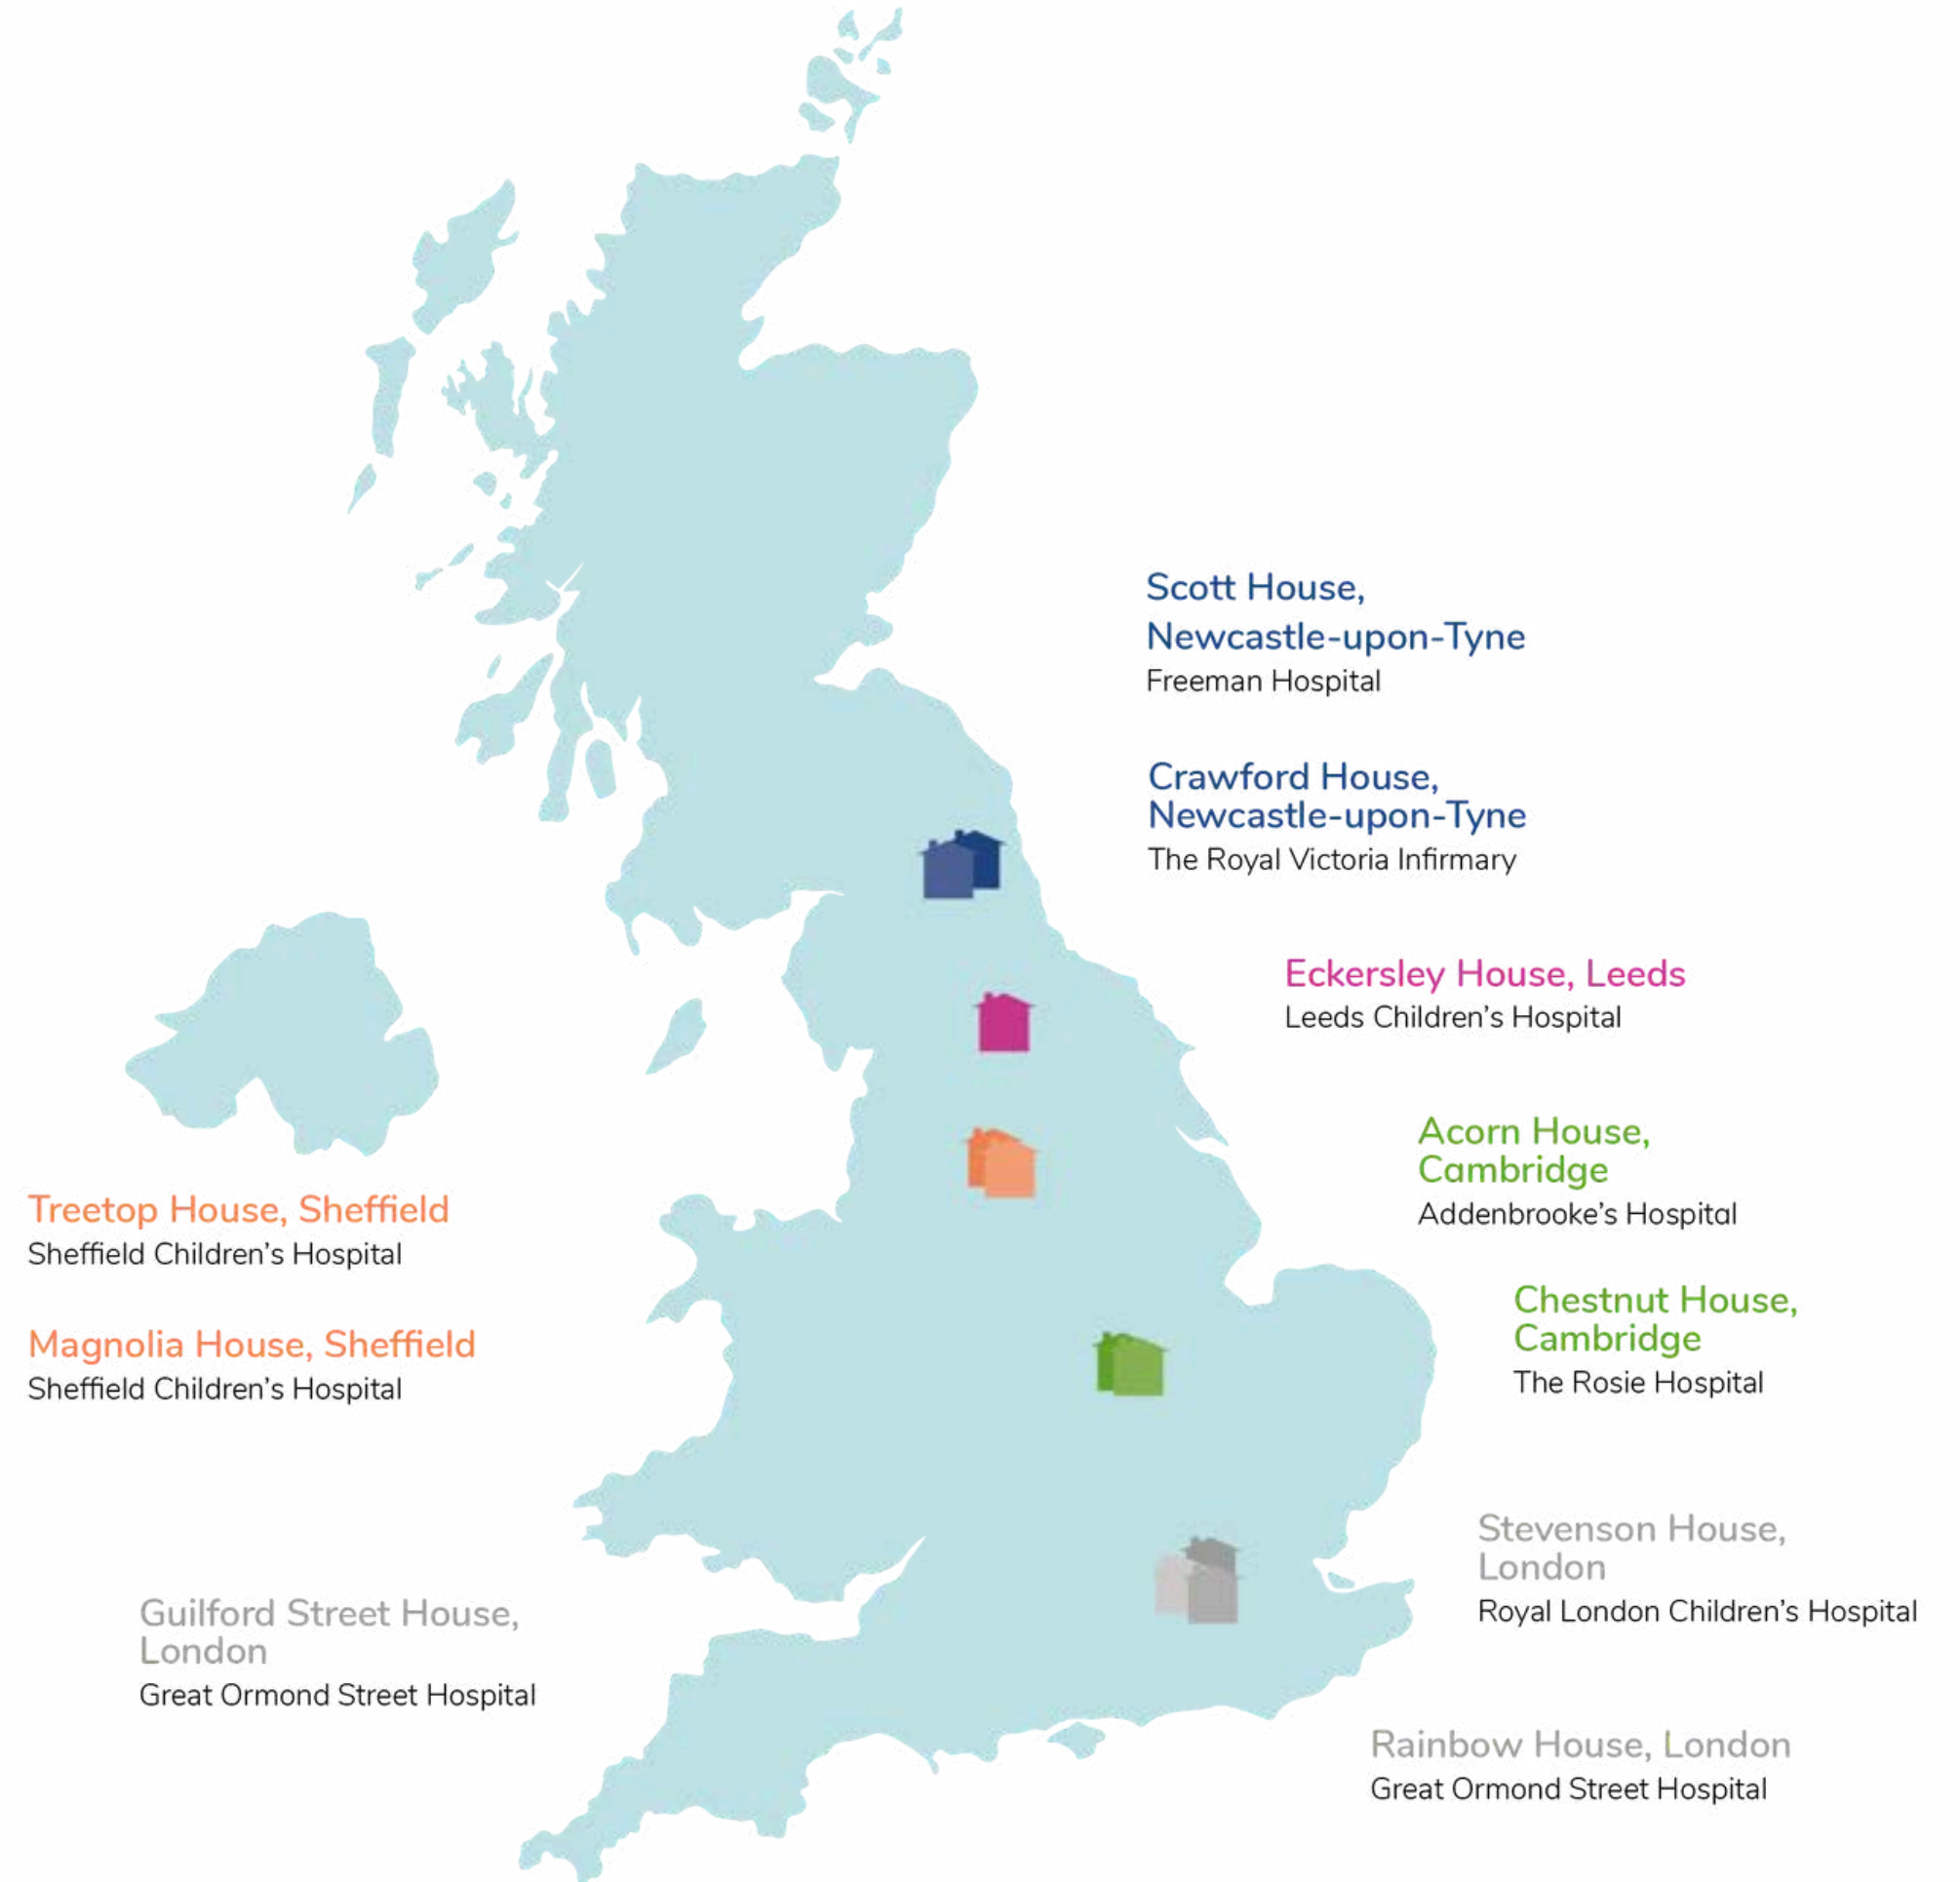 Scott House,
Newcastle-upon-Tyne
Freeman Hospital
Crawford House,
Newcastle-upon-Tyne
The Royal Victoria Infirmary
Eckersley House, Leeds
Leeds Children's Hospital
Acorn House,
Cambridge
Addenbrooke's Hospital
Treetop House, Sheffield
Sheffield Children's Hospital
Chestnut House,
Cambridge
The Rosie Hospital
Magnolia House, Sheffield
Sheffield Children's Hospital
Stevenson House,
London
Royal London Children's Hospital
Guilford Street House,
London
Great Ormond Street Hospital
Rainbow House, London
Great Ormond Street Hospital